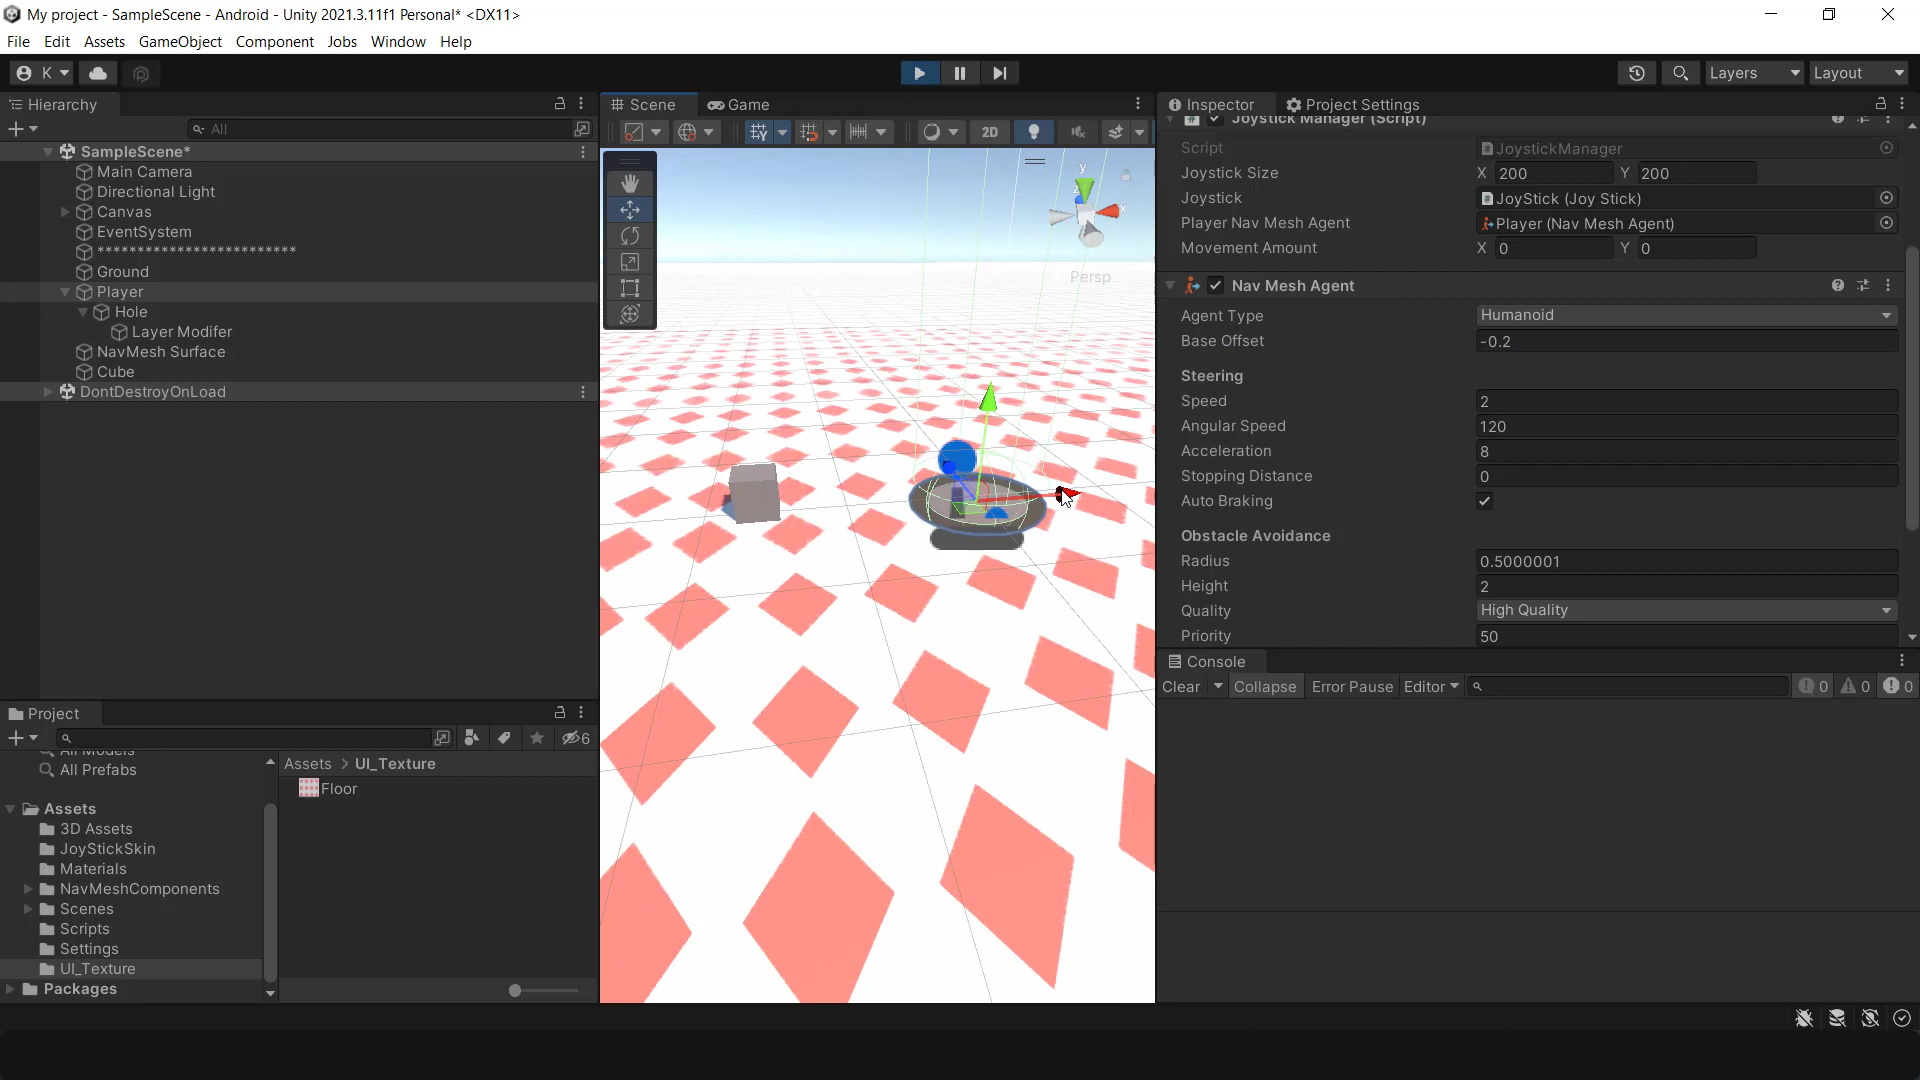 My project - SampleScene - Android - Unity 2021.3.11f1 Personal* <DX11>
File Edit Assets GameObject Component Jobs Window Help
K
Layers
Layout
Hierarchy
All
SampleScene*
Main Camera
Directional Light
Canvas
EventSystem
*************************
Ground
Player
Hole
Layer Modifer
NavMesh Surface
Cube
DontDestroyOnLoad
Scene
Game
2D
y
z
x
Persp
Inspector
Project Settings
Joystick Manager (Script)
Script JoystickManager
Joystick Size X 200 Y 200
Joystick JoyStick (Joy Stick)
Player Nav Mesh Agent Player (Nav Mesh Agent)
Movement Amount X 0 Y 0
Nav Mesh Agent
Agent Type Humanoid
Base Offset -0.2
Steering
Speed 2
Angular Speed 120
Acceleration 8
Stopping Distance 0
Auto Braking
Obstacle Avoidance
Radius 0.5000001
Height 2
Quality High Quality
Priority 50
Console
Clear Collapse Error Pause Editor 0 0 0
Project
6
All Models
All Prefabs
Assets
3D Assets
JoyStickSkin
Materials
NavMeshComponents
Scenes
Scripts
Settings
UI_Texture
Packages
Assets > UI_Texture
Floor